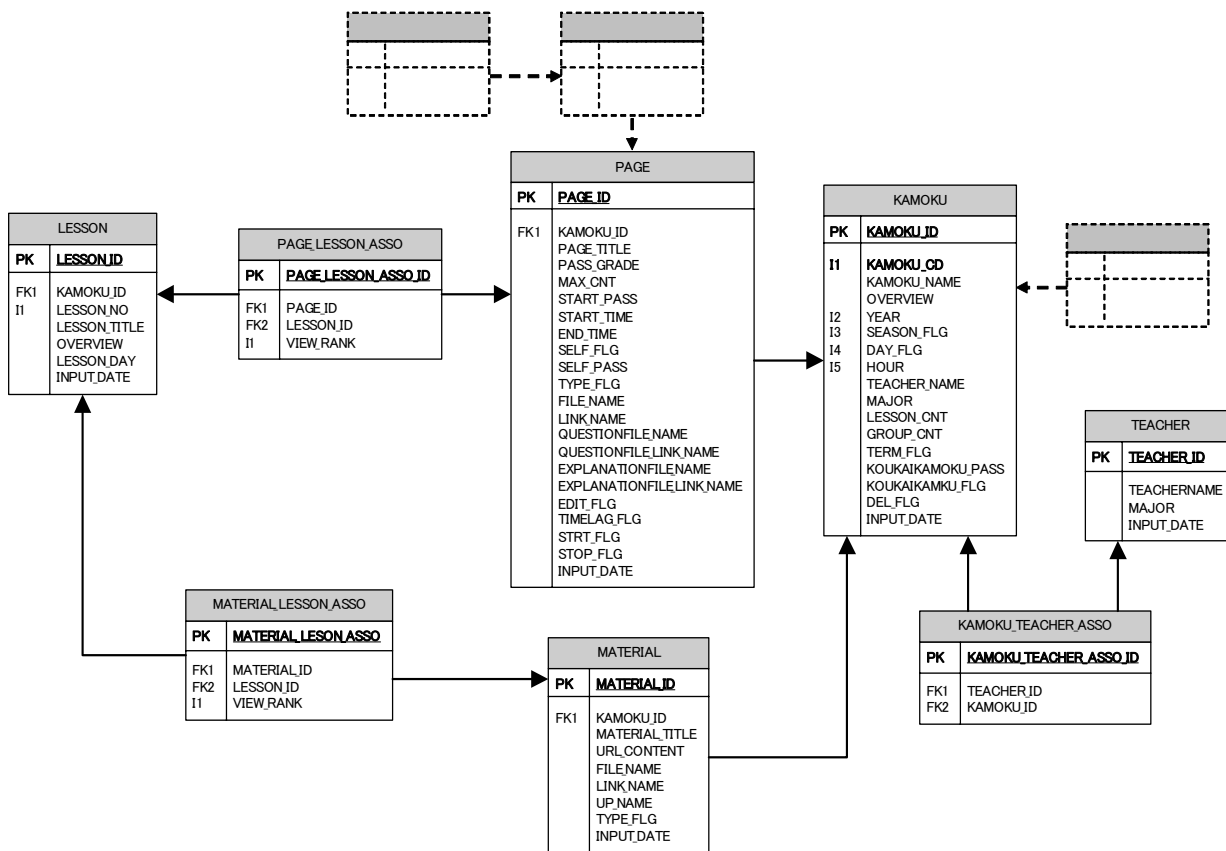 PAGE
PK PAGE_ID
FK1 KAMOKU_ID
PAGE_TITLE
PASS_GRADE
MAX_CNT
START_PASS
START_TIME
END_TIME
SELF_FLG
SELF_PASS
TYPE_FLG
FILE_NAME
LINK_NAME
QUESTIONFILE_NAME
QUESTIONFILE_LINK_NAME
EXPLANATIONFILE_NAME
EXPLANATIONFILE_LINK_NAME
EDIT_FLG
TIMELAG_FLG
STRT_FLG
STOP_FLG
INPUT_DATE
KAMOKU
PK KAMOKU_ID
I1 KAMOKU_CD
KAMOKU_NAME
OVERVIEW
I2 YEAR
I3 SEASON_FLG
I4 DAY_FLG
I5 HOUR
TEACHER_NAME
MAJOR
LESSON_CNT
GROUP_CNT
TERM_FLG
KOUKAIKAMOKU_PASS
KOUKAIKAMKU_FLG
DEL_FLG
INPUT_DATE
LESSON
PK LESSON_ID
FK1 KAMOKU_ID
I1 LESSON_NO
LESSON_TITLE
OVERVIEW
LESSON_DAY
INPUT_DATE
PAGE_LESSON_ASSO
PK PAGE_LESSON_ASSO_ID
FK1 PAGE_ID
FK2 LESSON_ID
I1 VIEW_RANK
TEACHER
PK TEACHER_ID
TEACHERNAME
MAJOR
INPUT_DATE
MATERIAL_LESSON_ASSO
PK MATERIAL_LESON_ASSO
FK1 MATERIAL_ID
FK2 LESSON_ID
I1 VIEW_RANK
MATERIAL
PK MATERIAL_ID
FK1 KAMOKU_ID
MATERIAL_TITLE
URL_CONTENT
FILE_NAME
LINK_NAME
UP_NAME
TYPE_FLG
INPUT_DATE
KAMOKU_TEACHER_ASSO
PK KAMOKU_TEACHER_ASSO_ID
FK1 TEACHER_ID
FK2 KAMOKU_ID